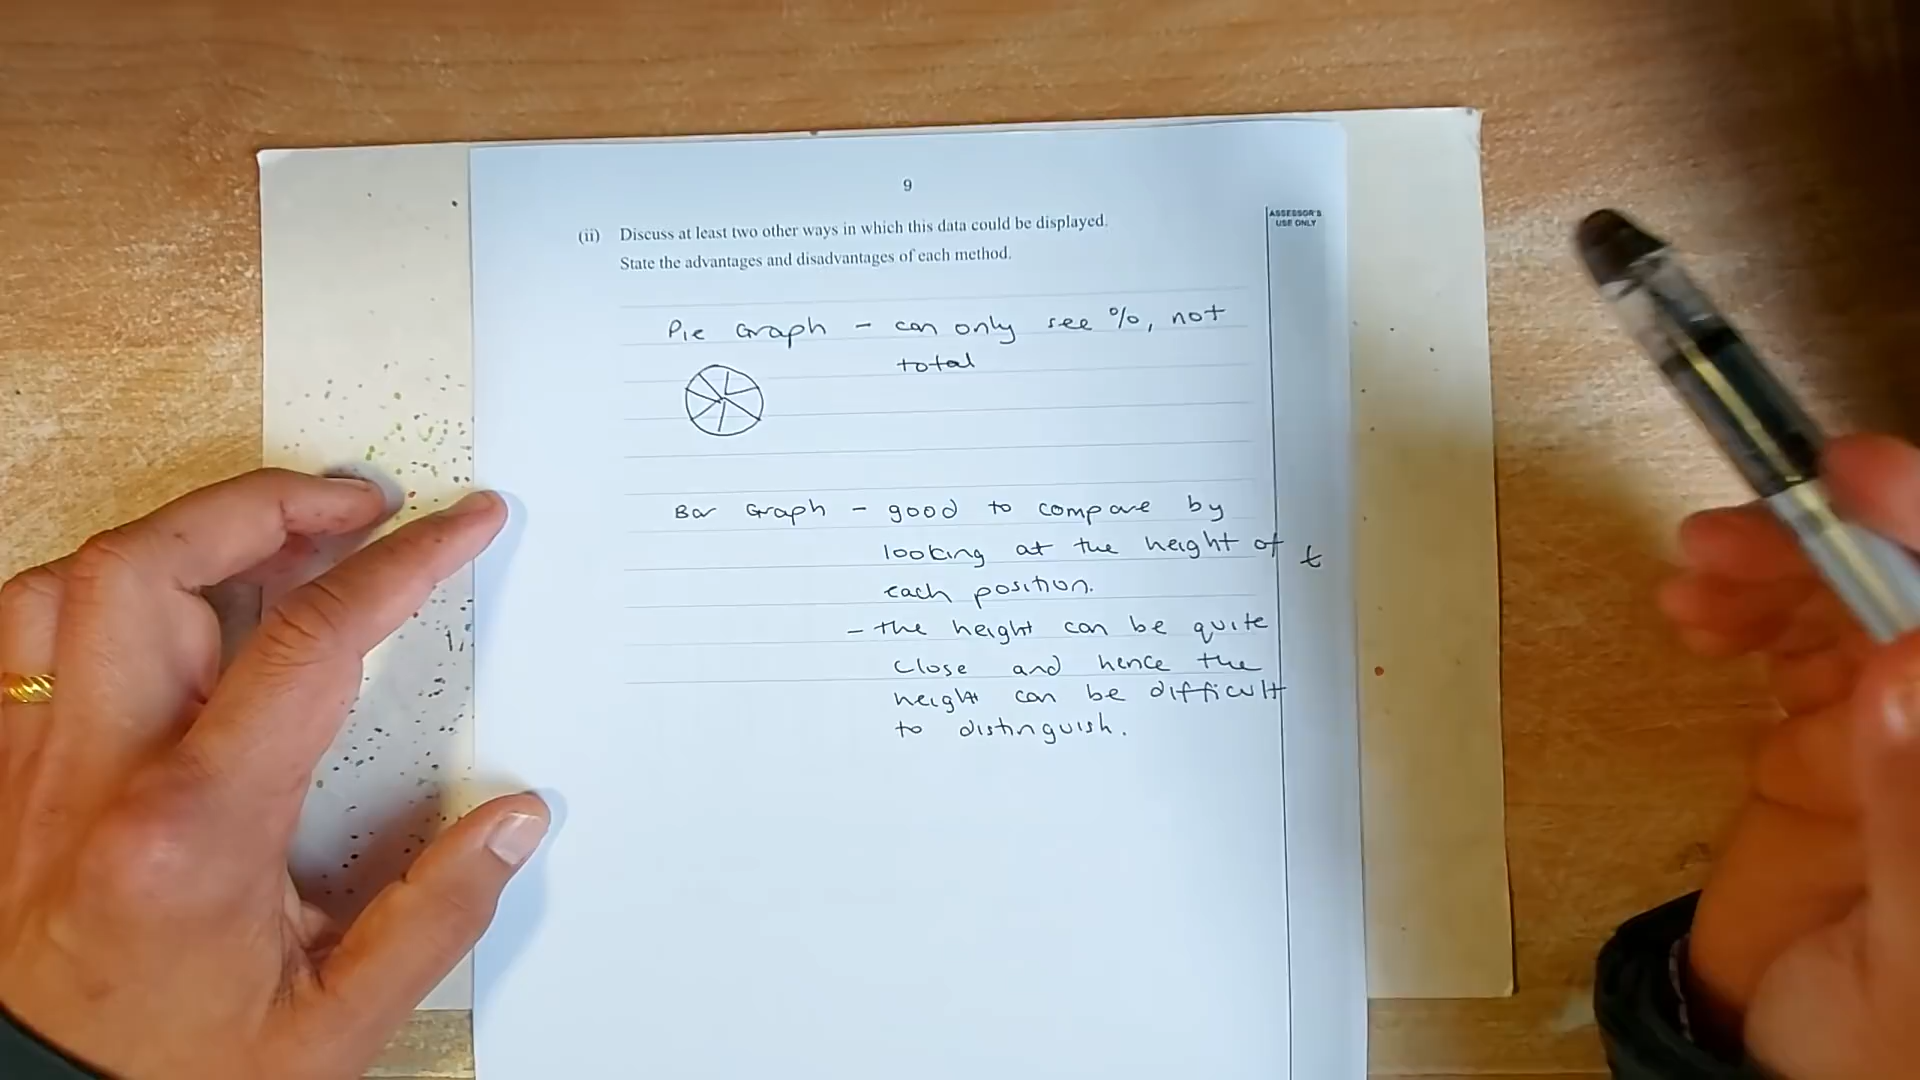 9
ASSESSOR'S
USE ONLY
(ii) Discuss at least two other ways in which this data could be displayed.
State the advantages and disadvantages of each method.
Pie Graph - can only see %, not
total
Bar Graph - good to compare by
looking at the height of t
each position.
- the height can be quite
close and hence the
height can be difficult
to distinguish.